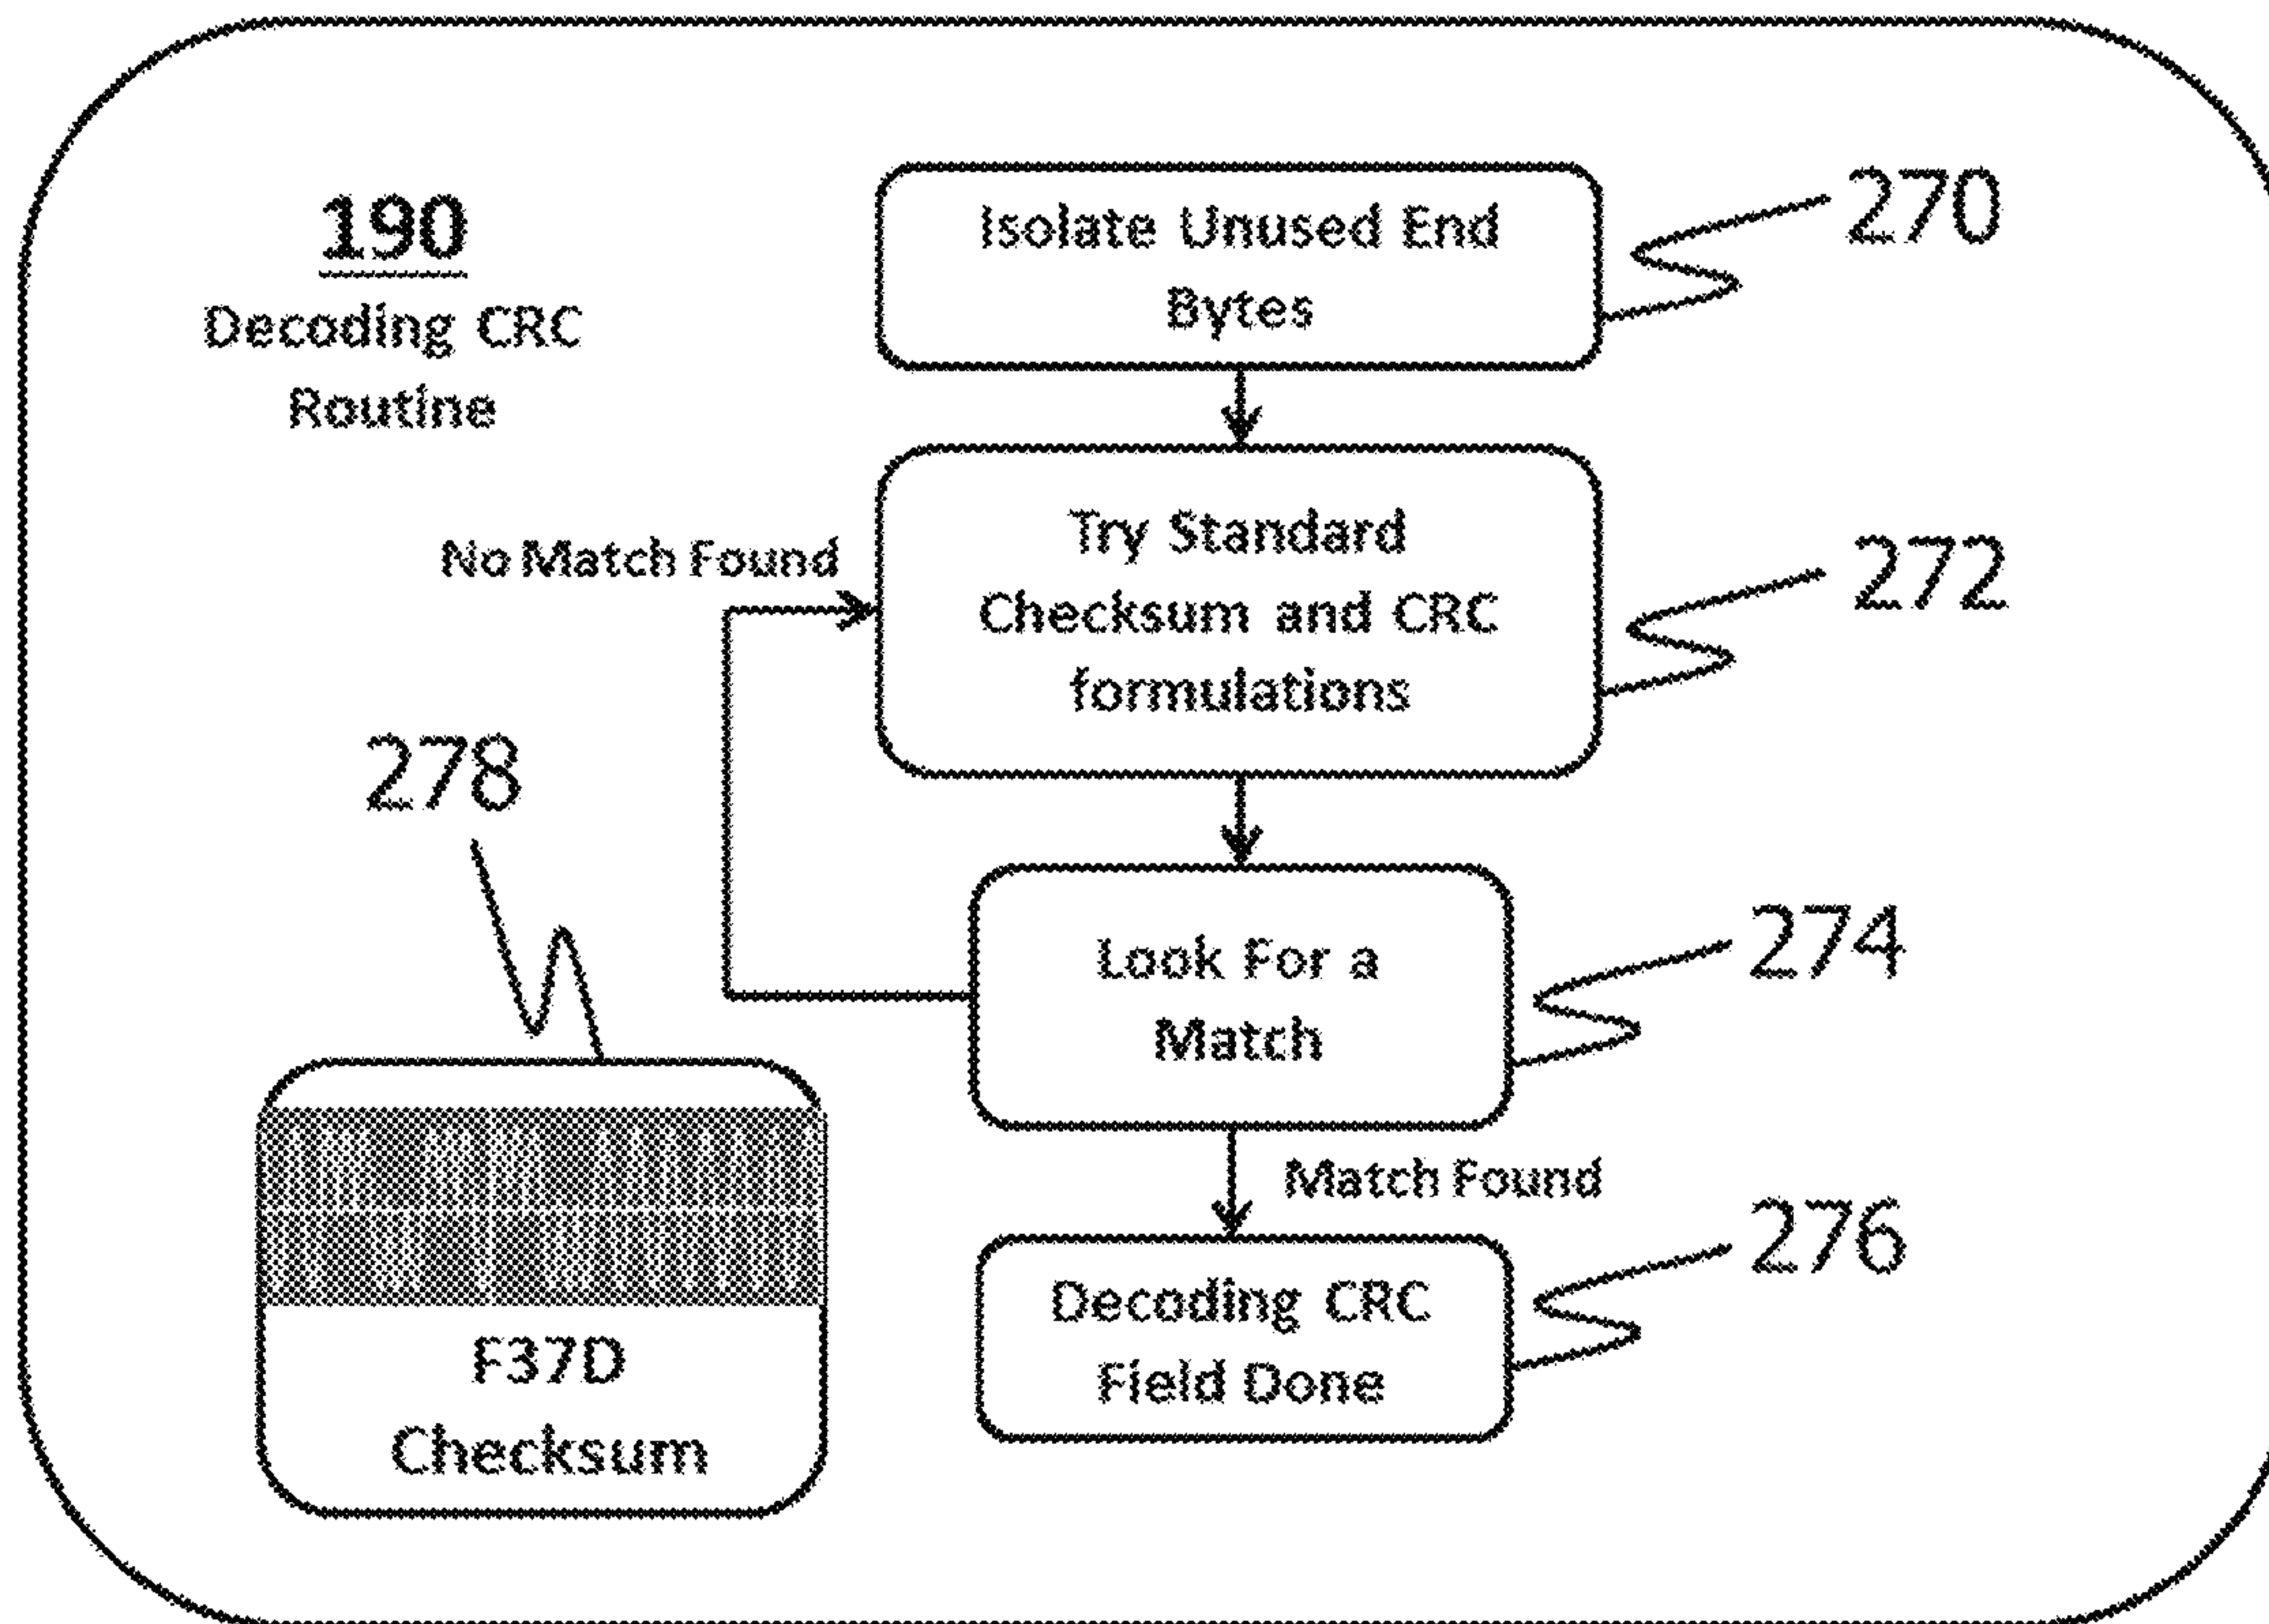 190
Decoding CRC
Routine
Isolate Unused End
Bytes
270
No Match Found
Try Standard
Checksum and CRC
formulations
272
278
Look For a
Match
274
Match Found
F37D
Checksum
Decoding CRC
Field Done
276